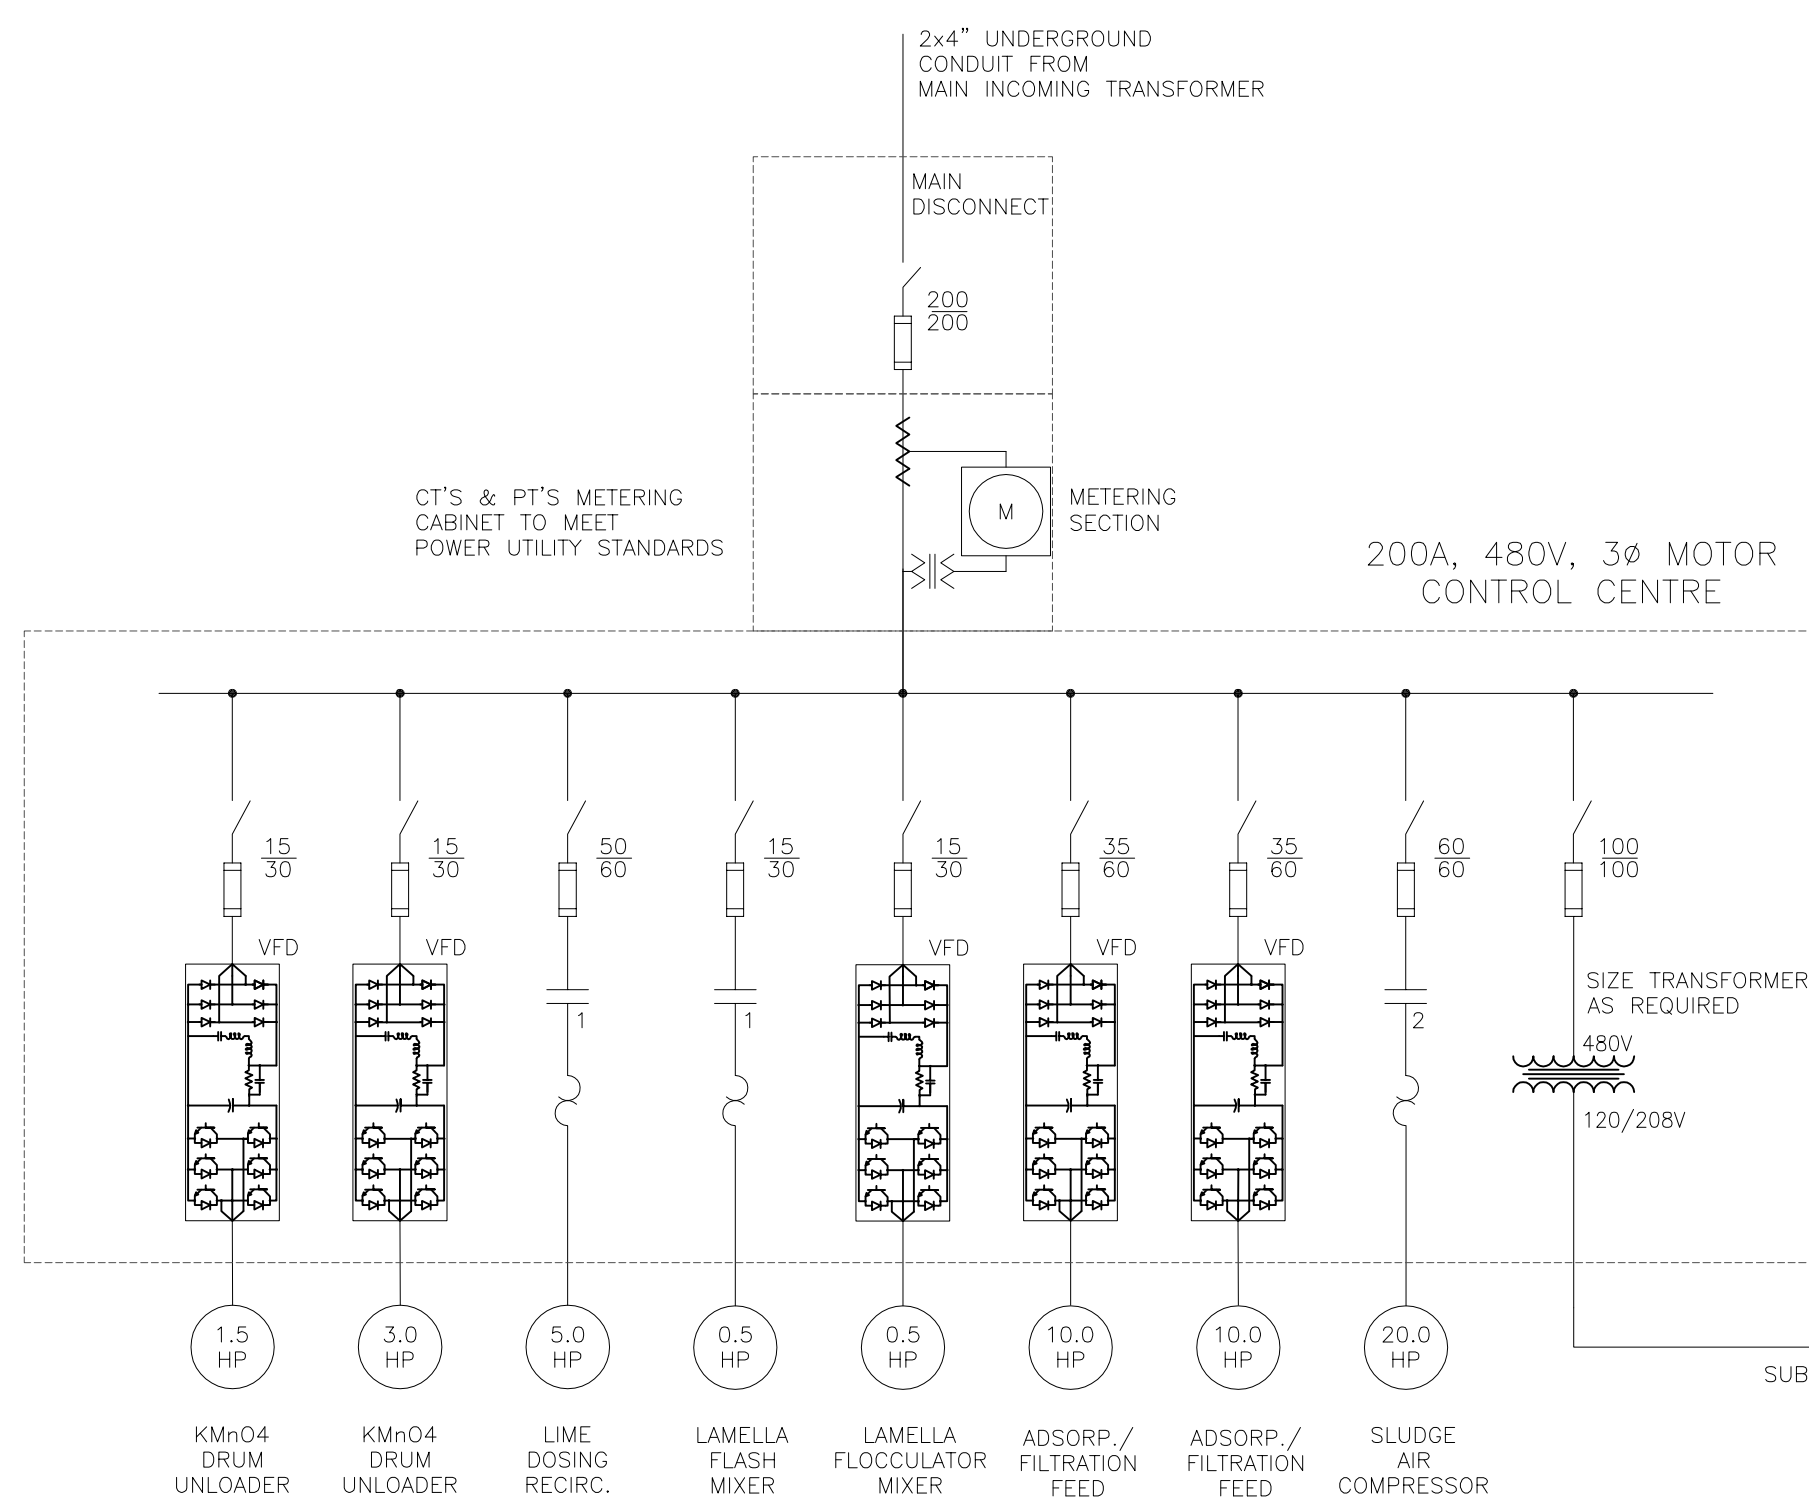 2x4" UNDERGROUND
CONDUIT FROM
MAIN INCOMING TRANSFORMER
MAIN
DISCONNECT
200
200
CT'S & PT'S METERING
CABINET TO MEET
POWER UTILITY STANDARDS
M
METERING
SECTION
200A, 480V, 3ø MOTOR
CONTROL CENTRE
15
30
15
30
50
60
15
30
15
30
35
60
35
60
60
60
100
100
VFD
VFD
VFD
VFD
VFD
1
1
2
SIZE TRANSFORMER
AS REQUIRED
480V
120/208V
1.5
HP
3.0
HP
5.0
HP
0.5
HP
0.5
HP
10.0
HP
10.0
HP
20.0
HP
SUB
KMnO4
DRUM
UNLOADER
KMnO4
DRUM
UNLOADER
LIME
DOSING
RECIRC.
LAMELLA
FLASH
MIXER
LAMELLA
FLOCCULATOR
MIXER
ADSORP./
FILTRATION
FEED
ADSORP./
FILTRATION
FEED
SLUDGE
AIR
COMPRESSOR